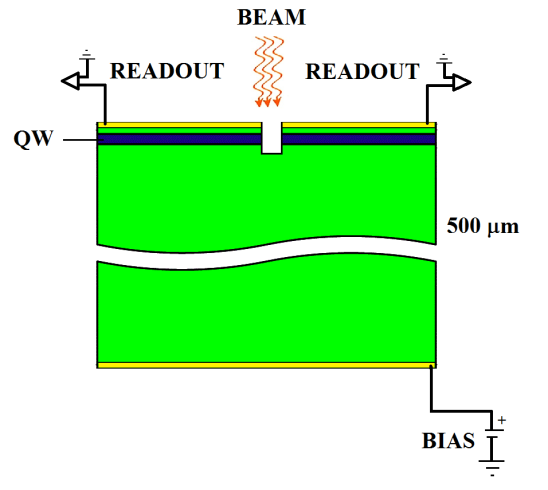 BEAM
READOUT
READOUT
QW
500 μm
+
BIAS